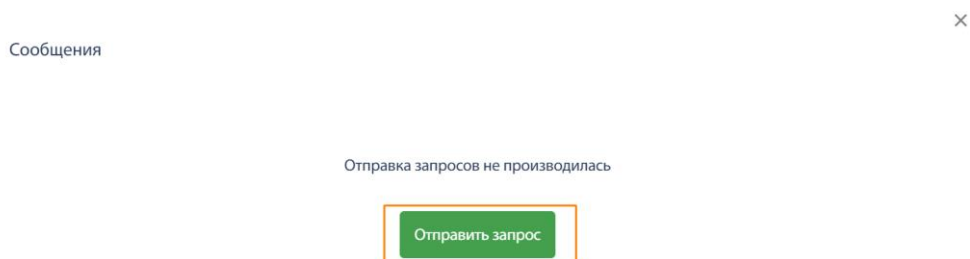 Сообщения
Отправка запросов не производилась
Отправить запрос